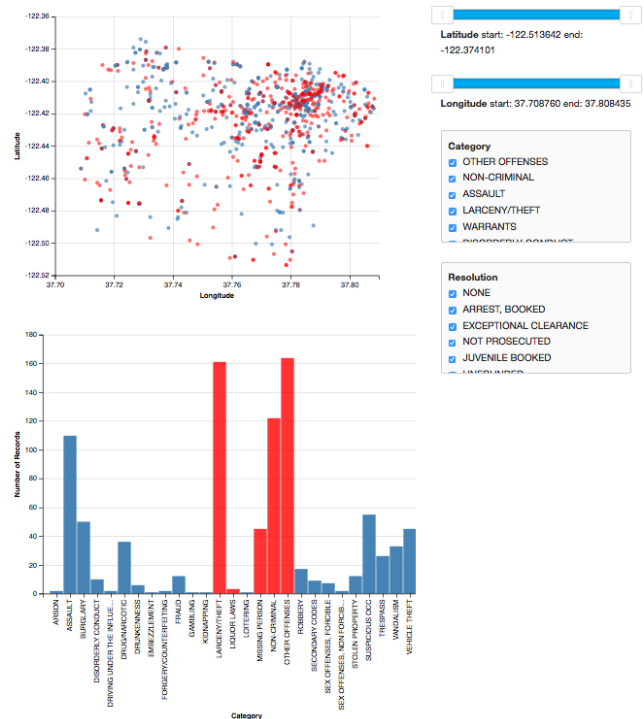 -122.36
-122.38
-122.40
-122.42
-122.44
-122.46
-122.48
-122.50
-122.52
Latitude
37.70
37.72
37.74
37.76
37.78
37.80
Longitude
Latitude start: -122.513642 end:
-122.374101
Longitude start: 37.708760 end: 37.808435
Category
OTHER OFFENSES
NON-CRIMINAL
ASSAULT
LARCENY/THEFT
WARRANTS
DISORDERLY CONDUCT
Resolution
NONE
ARREST, BOOKED
EXCEPTIONAL CLEARANCE
NOT PROSECUTED
JUVENILE BOOKED
UNFOUNDED
180
160
140
120
100
80
60
40
20
0
Number of Records
ARSON
ASSAULT
BURGLARY
DISORDERLY CONDUCT
DRIVING UNDER THE INFLUE...
DRUG/NARCOTIC
DRUNKENNESS
EMBEZZLEMENT
FORGERY/COUNTERFEITING
FRAUD
GAMBLING
KIDNAPPING
LARCENY/THEFT
LIQUOR LAWS
LOITERING
MISSING PERSON
NON-CRIMINAL
OTHER OFFENSES
ROBBERY
SECONDARY CODES
SEX OFFENSES, FORCIBLE
SEX OFFENSES, NON FORCIB...
STOLEN PROPERTY
SUSPICIOUS OCC
TRESPASS
VANDALISM
VEHICLE THEFT
Category